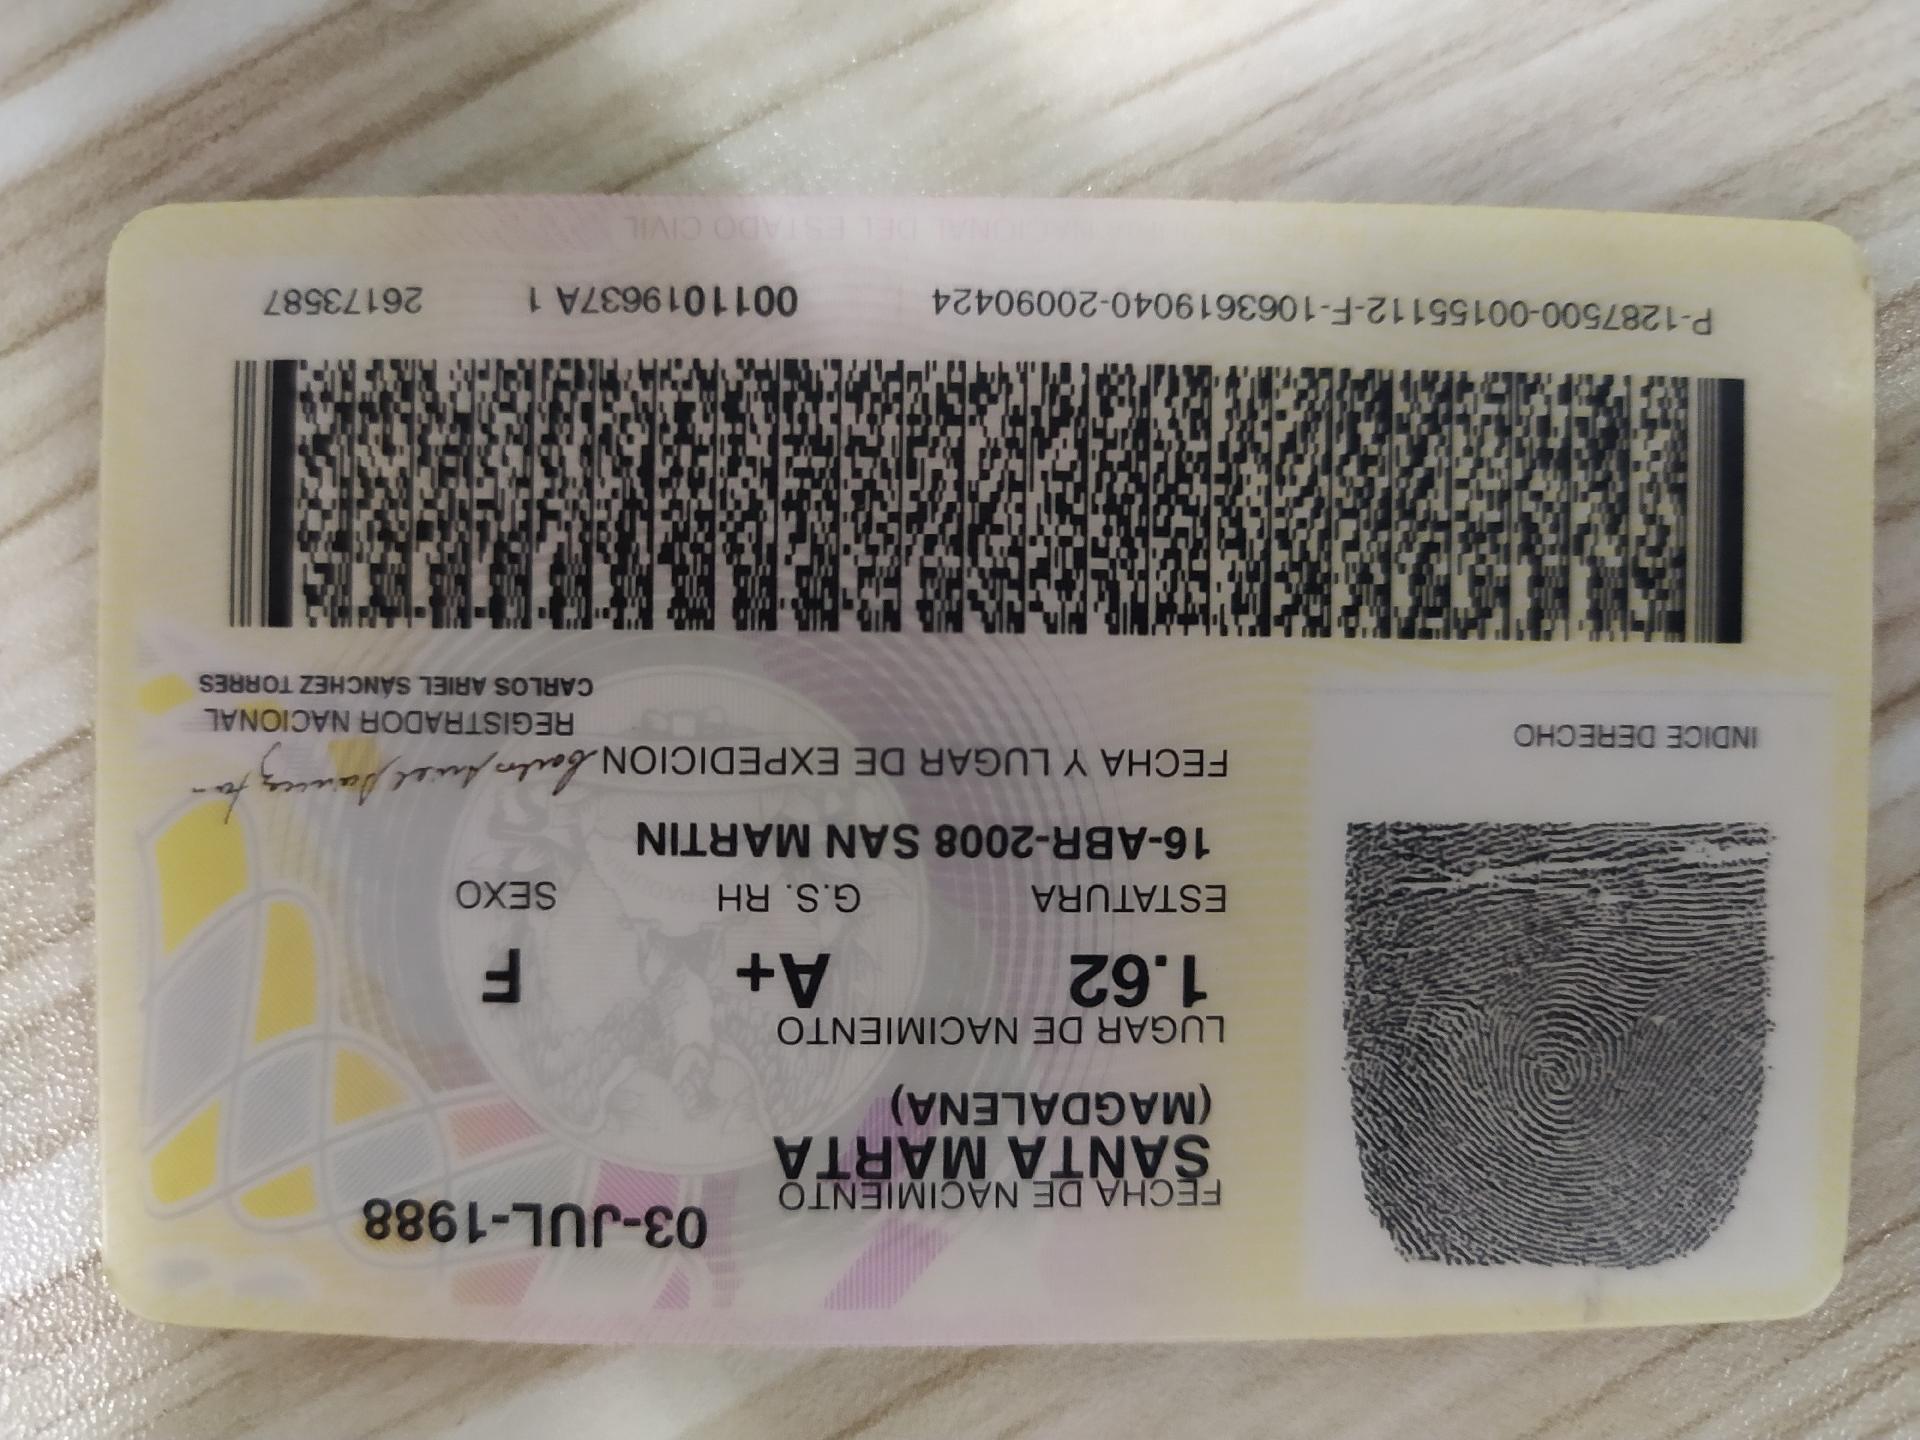 FECHA DE NACIMIENTO 03-JUL-1988
SANTA MARTA
(MAGDALENA)
LUGAR DE NACIMIENTO
1.62 A+ F
ESTATURA G.S. RH SEXO
16-ABR-2008 SAN MARTIN
FECHA Y LUGAR DE EXPEDICION
INDICE DERECHO
REGISTRADOR NACIONAL
CARLOS ARIEL SÁNCHEZ TORRES
P-1287500-00155112-F-1063619040-20090424 0011019637A 1 26173587
REGISTRADURIA NACIONAL DEL ESTADO CIVIL